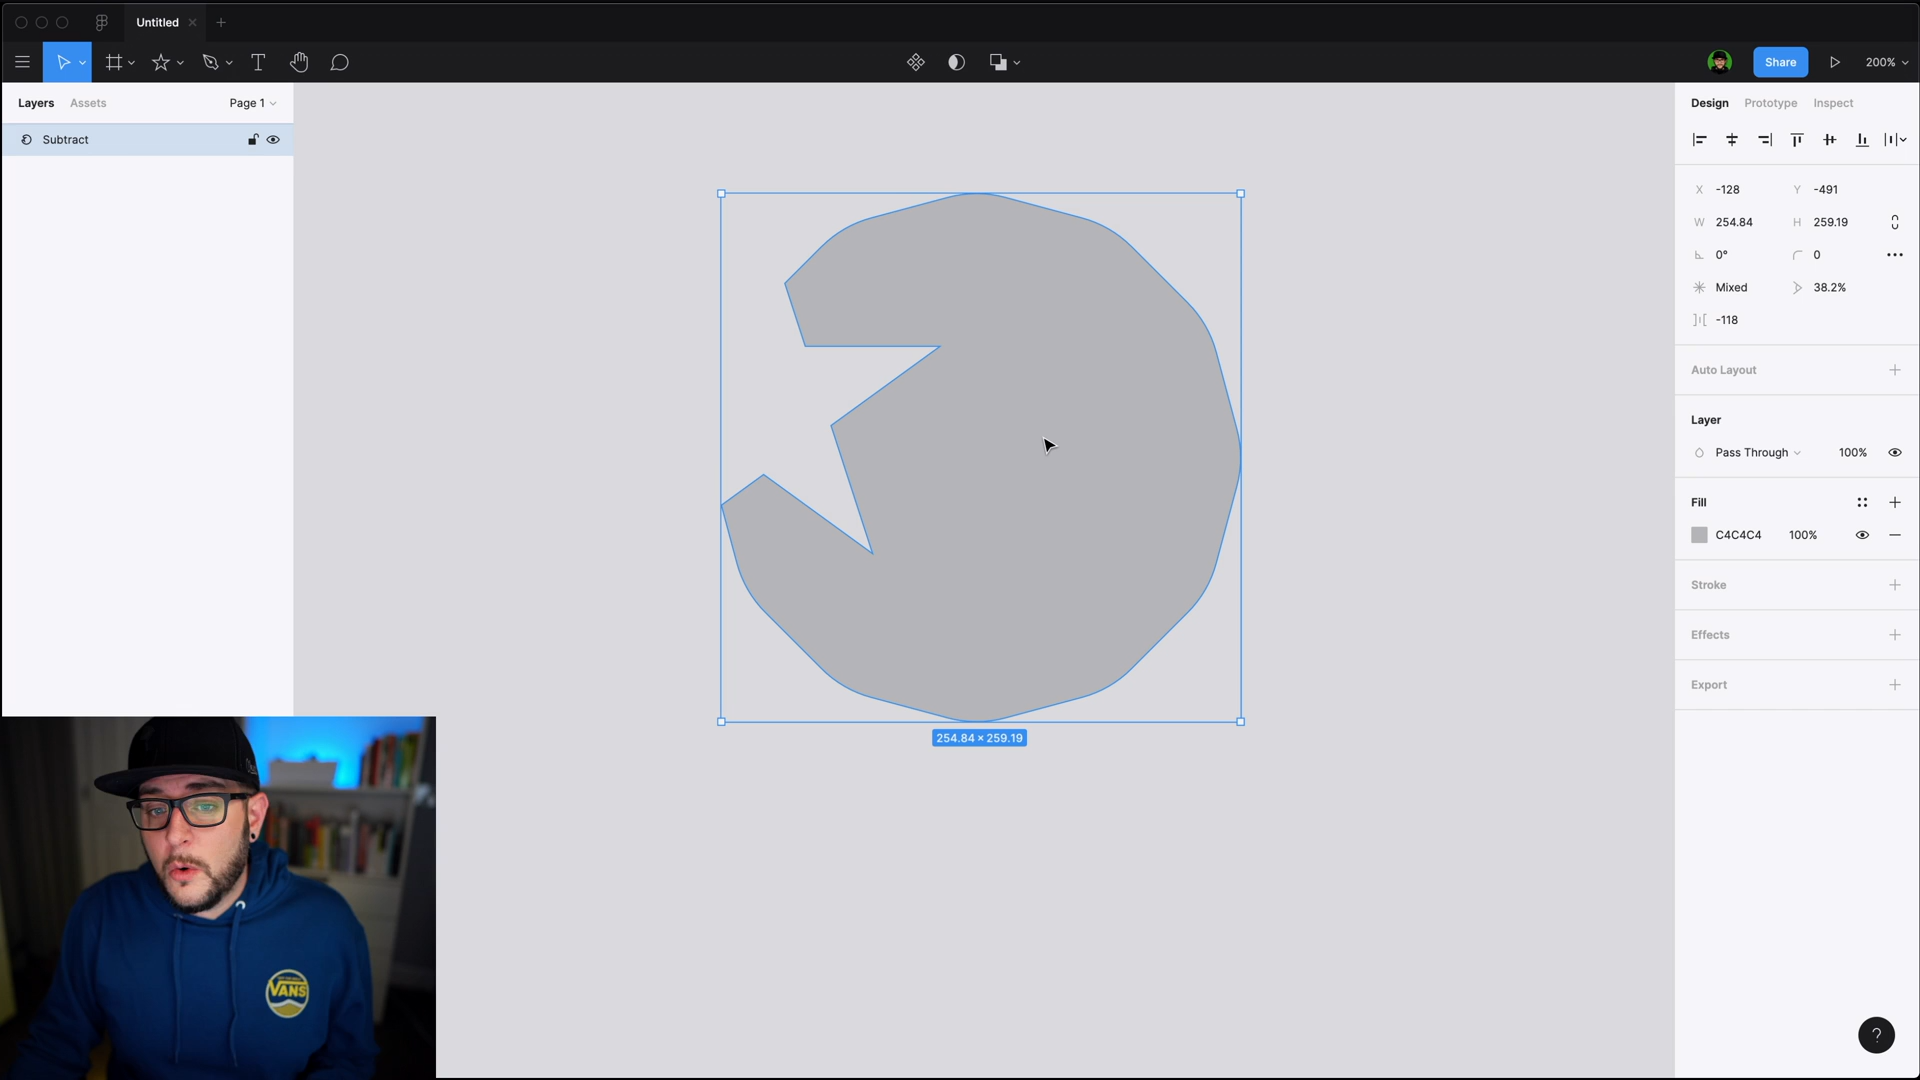 Untitled
Share
200%
Layers
Assets
Page 1
Subtract
Design
Prototype
Inspect
X
-128
Y
-491
W
254.84
H
259.19
0°
0
Mixed
38.2%
-118
Auto Layout
Layer
Pass Through
100%
Fill
C4C4C4
100%
Stroke
Effects
Export
254.84 × 259.19
VANS
?